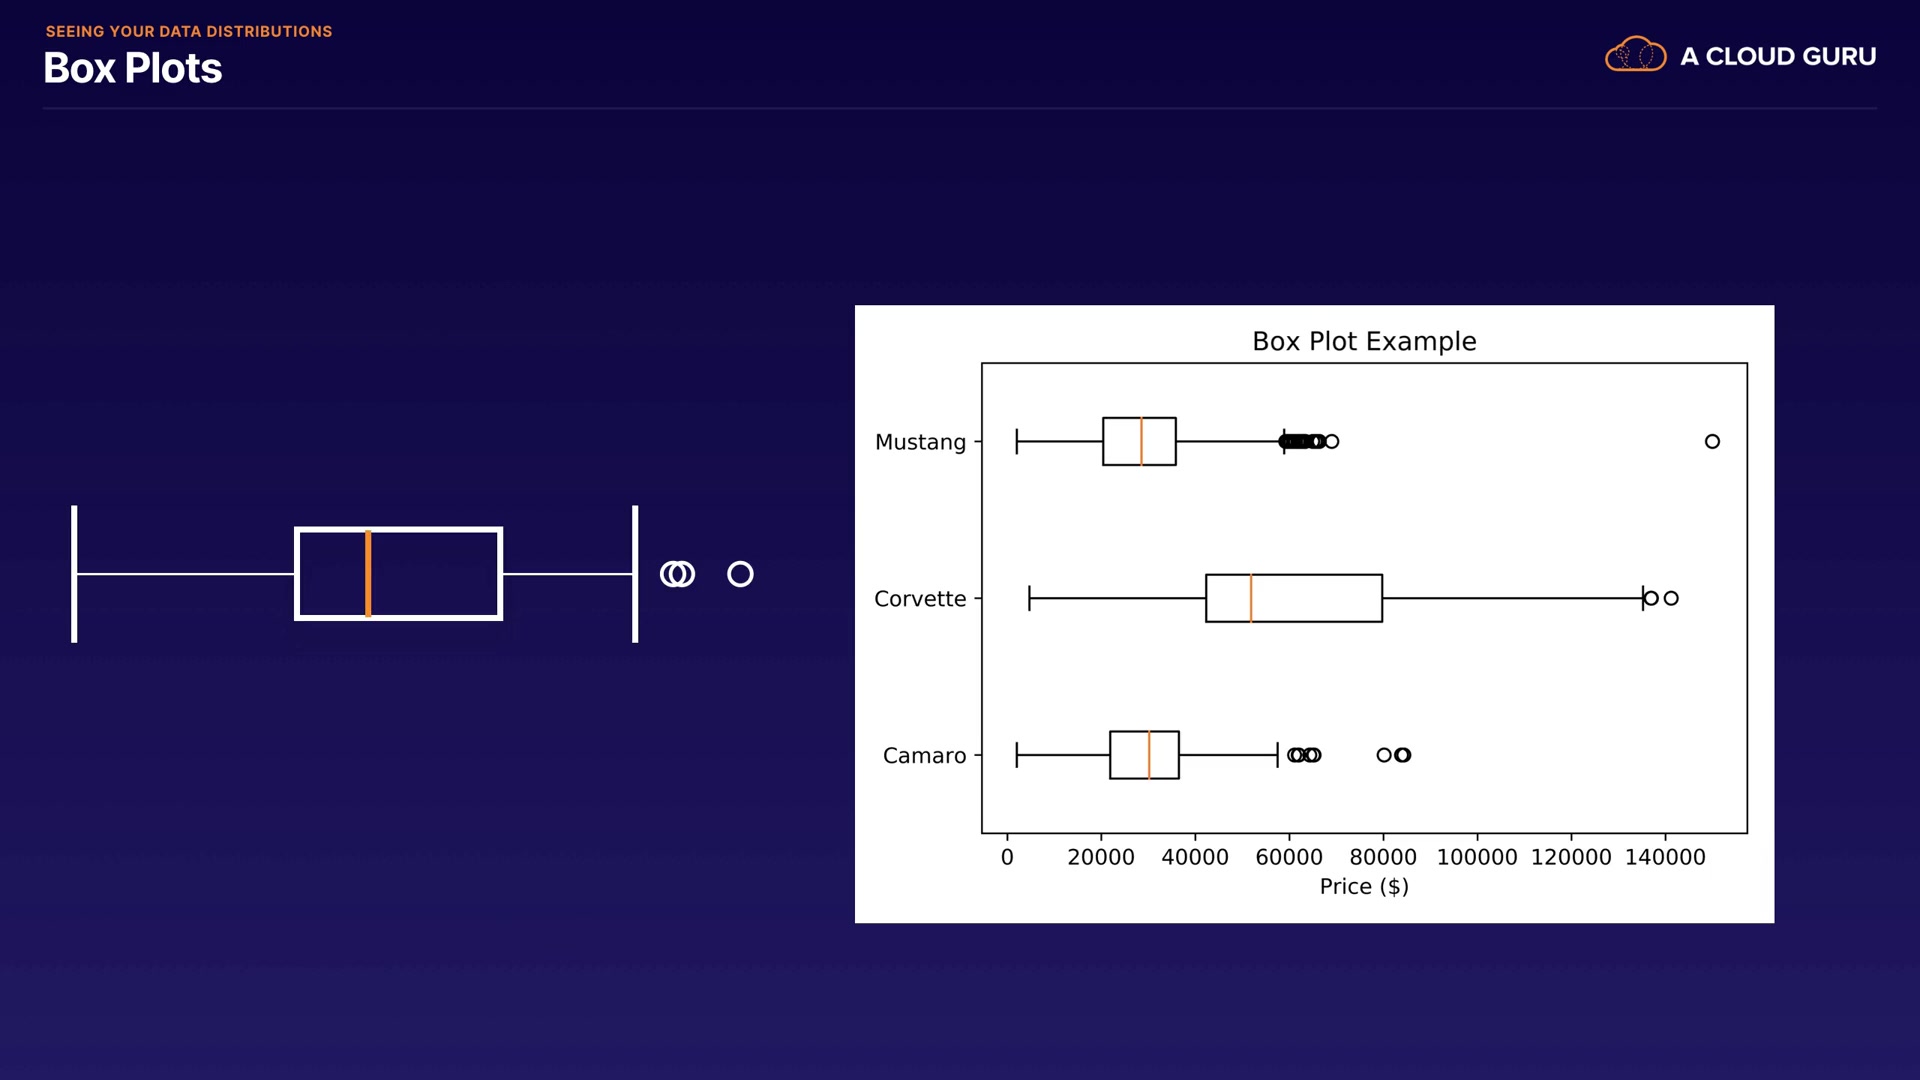 SEEING YOUR DATA DISTRIBUTIONS
Box Plots
A CLOUD GURU
Box Plot Example
Mustang
Corvette
Camaro
0 20000 40000 60000 80000 100000 120000 140000
Price ($)